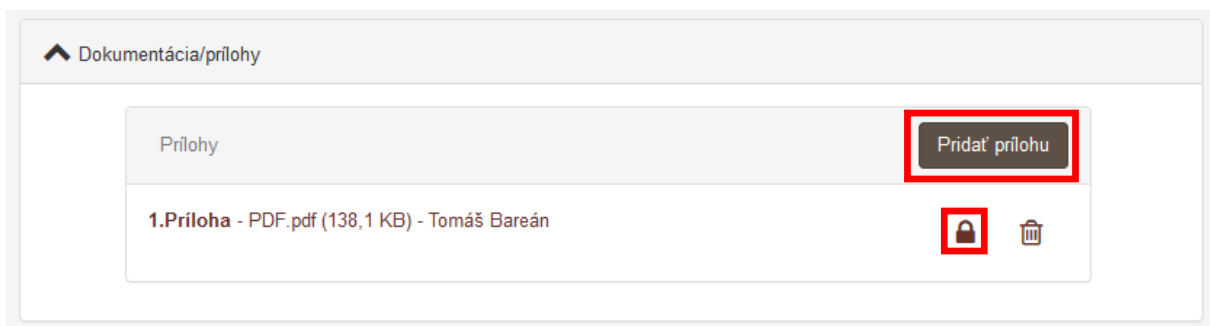 Dokumentácia/prílohy
Prílohy
Pridať prílohu
1.Príloha - PDF.pdf (138,1 KB) - Tomáš Bareán